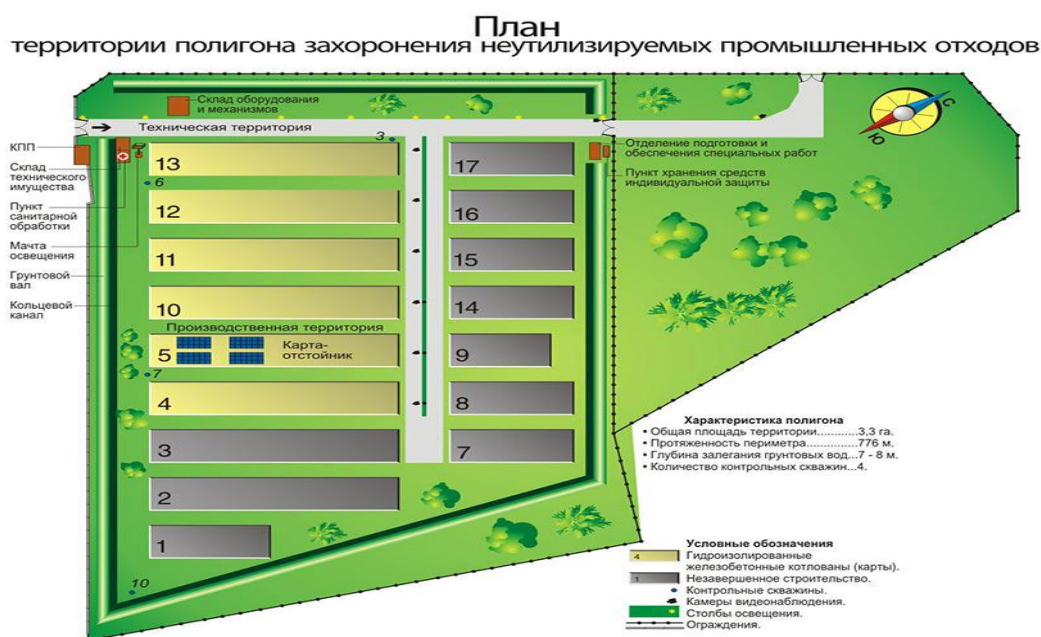 План
территории полигона захоронения неутилизируемых промышленных отходов
Склад оборудования
и механизмов
Техническая территория
3
С
Ю
КПП
Склад
технического
имущества
Пункт
санитарной
обработки
Мачта
освещения
Грунтовой
вал
Кольцевой
канал
Отделение подготовки и
обеспечения специальных работ
Пункт хранения средств
индивидуальной защиты
13
6
12
11
10
Производственная территория
5
Карта-
отстойник
7
4
3
2
1
10
17
16
15
14
9
8
7
Характеристика полигона
• Общая площадь территории............3,3 га.
• Протяженность периметра.............776 м.
• Глубина залегания грунтовых вод...7 - 8 м.
• Количество контрольных скважин...4.
Условные обозначения
4 Гидроизолированные
железобетонные котлованы (карты).
1 Незавершенное строительство.
Контрольные скважины.
Камеры видеонаблюдения.
Столбы освещения.
Ограждения.